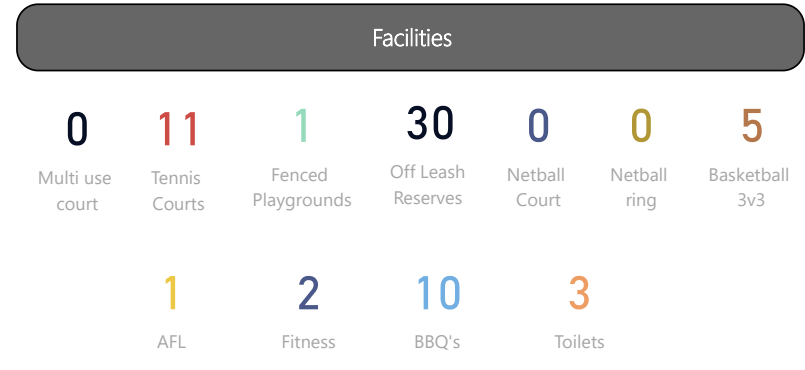 Facilities
0 11 1 30 0 0 5
Multi use Tennis Fenced Off Leash Netball Netball Basketball
court Courts Playgrounds Reserves Court ring 3v3
1 2 10 3
AFL Fitness BBQ's Toilets